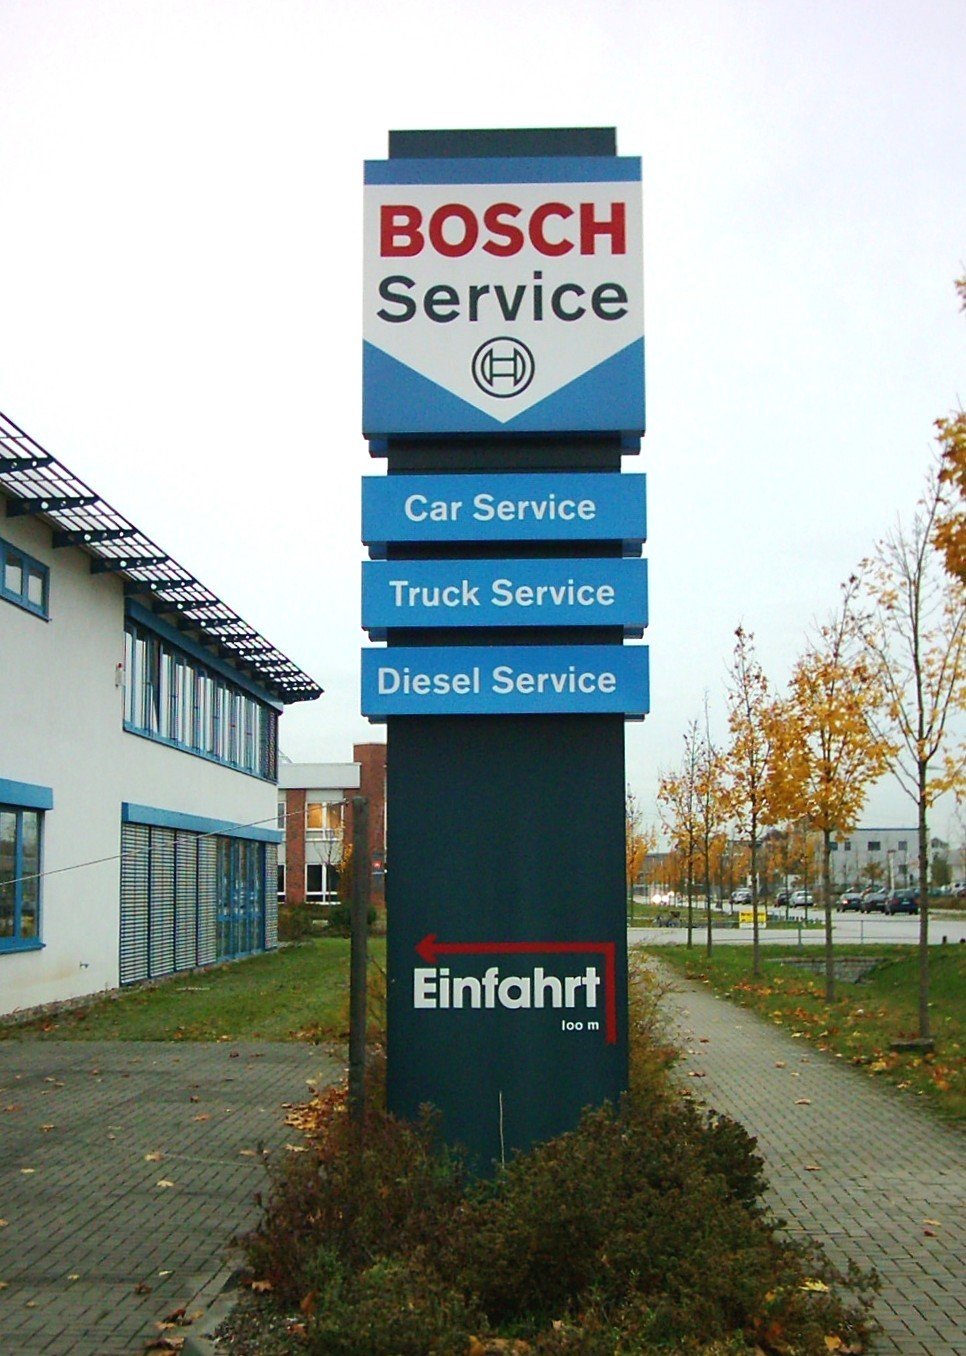 BOSCH
Service
Car Service
Truck Service
Diesel Service
Einfahrt
100 m